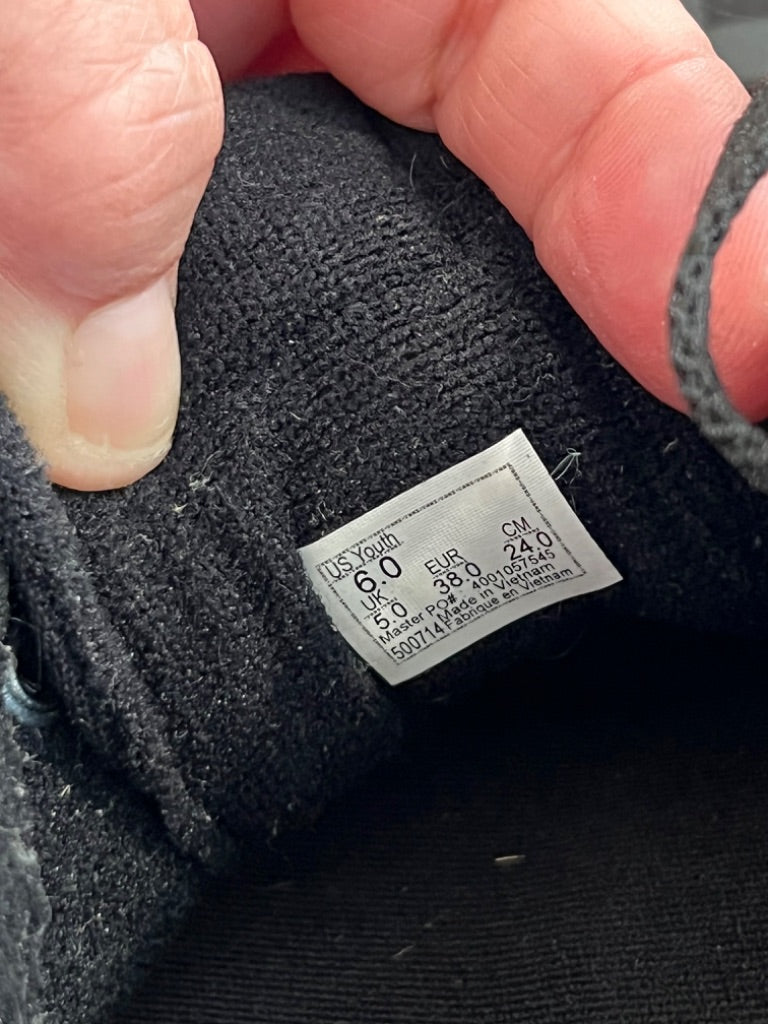 US Youth
6.0
UK EUR CM
5.0 38.0 24.0
Master PO# 4001057545
500714 Made in Vietnam
Fabrique en Vietnam